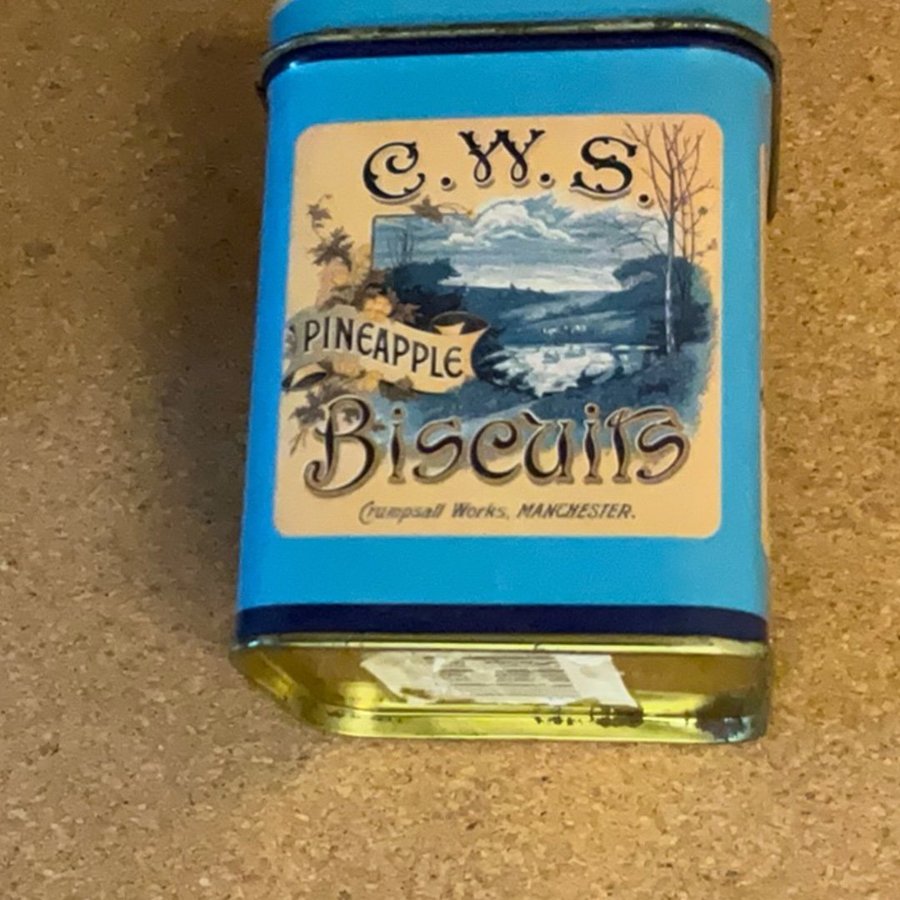 C.W.S.
PINEAPPLE
Biscuits
Crumpsall Works, MANCHESTER.